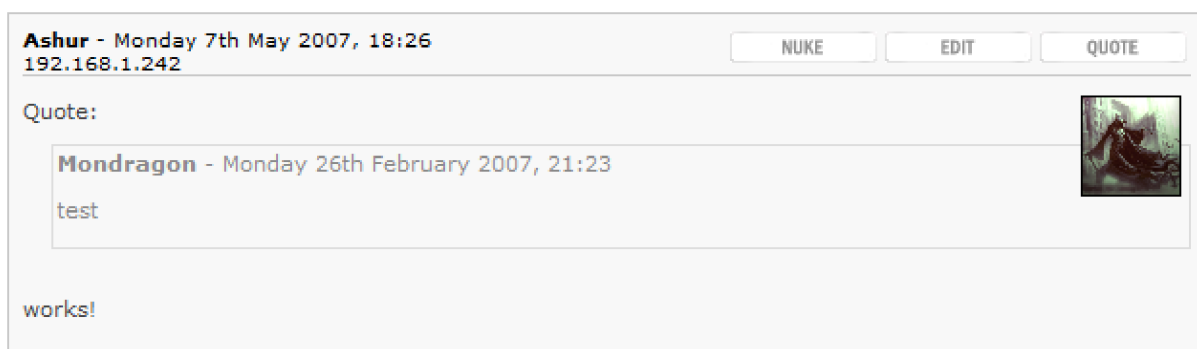 Ashur - Monday 7th May 2007, 18:26
192.168.1.242
NUKE EDIT QUOTE
Quote:
Mondragon - Monday 26th February 2007, 21:23
test
works!